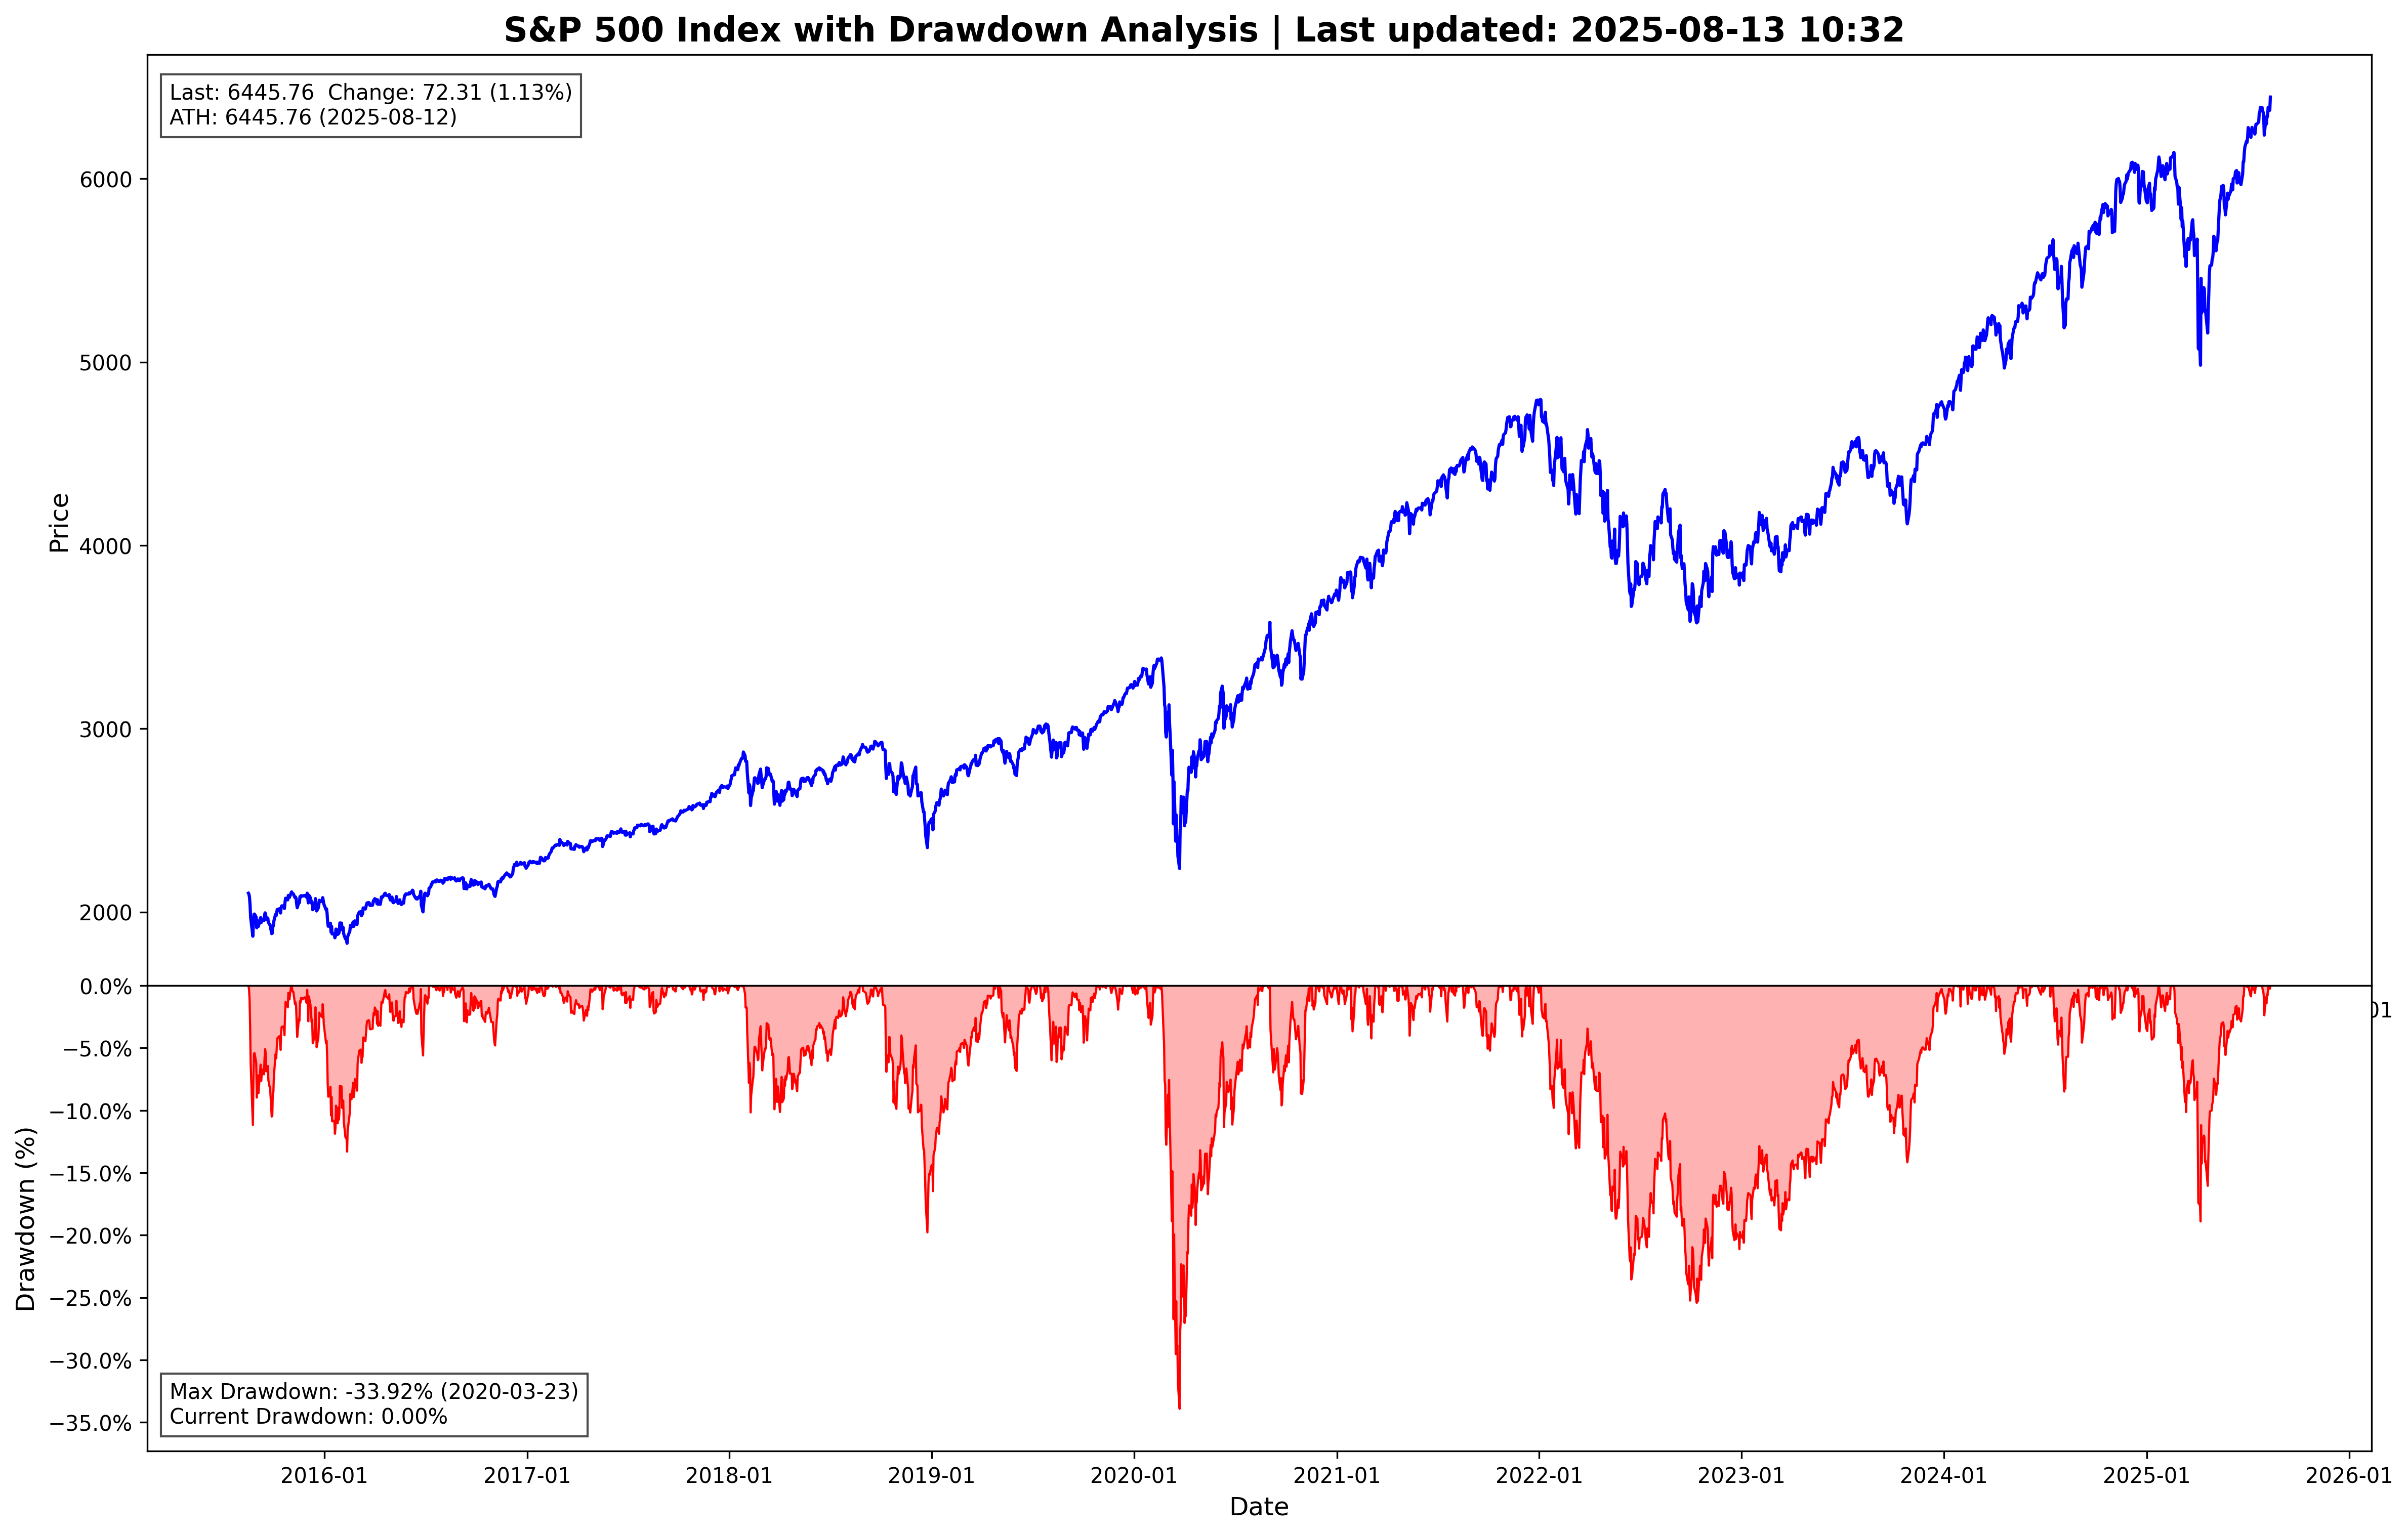 S&P 500 Index with Drawdown Analysis | Last updated: 2025-08-13 10:32
Last: 6445.76  Change: 72.31 (1.13%)
ATH: 6445.76 (2025-08-12)
Price
6000
5000
4000
3000
2000
01
Drawdown (%)
0.0%
−5.0%
−10.0%
−15.0%
−20.0%
−25.0%
−30.0%
−35.0%
Max Drawdown: -33.92% (2020-03-23)
Current Drawdown: 0.00%
2016-01 2017-01 2018-01 2019-01 2020-01 2021-01 2022-01 2023-01 2024-01 2025-01 2026-01
Date